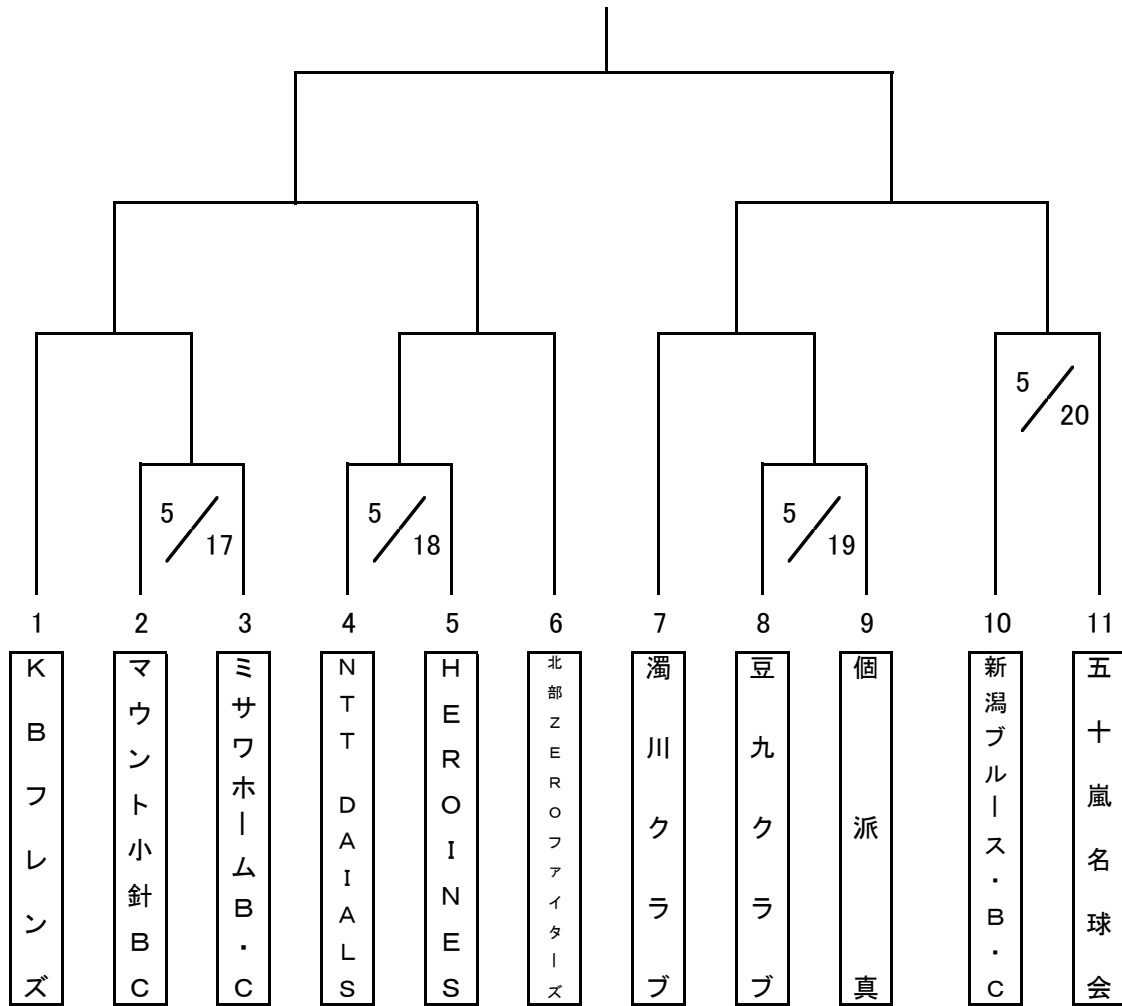 5/20
5/17
5/18
5/19
1
2
3
4
5
6
7
8
9
10
11
KBフレンズ
マウント小針BC
ミサワホームB・C
NTT DAIALS
HEROINES
北部ZEROファイターズ
濁川クラブ
豆九クラブ
個派真
新潟ブルース・B・C
五十嵐名球会